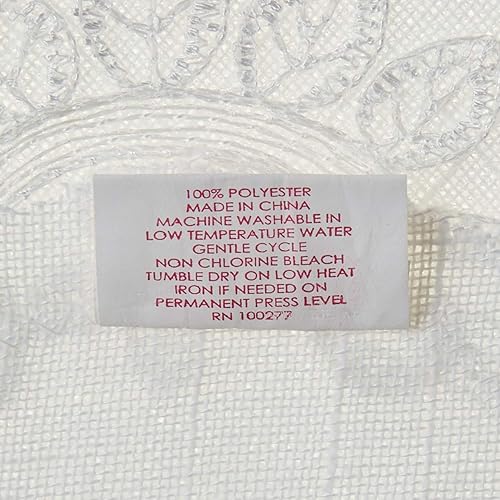 100% POLYESTER
MADE IN CHINA
MACHINE WASHABLE IN
LOW TEMPERATURE WATER
GENTLE CYCLE
NON CHLORINE BLEACH
TUMBLE DRY ON LOW HEAT
IRON IF NEEDED ON
PERMANENT PRESS LEVEL
RN 100277